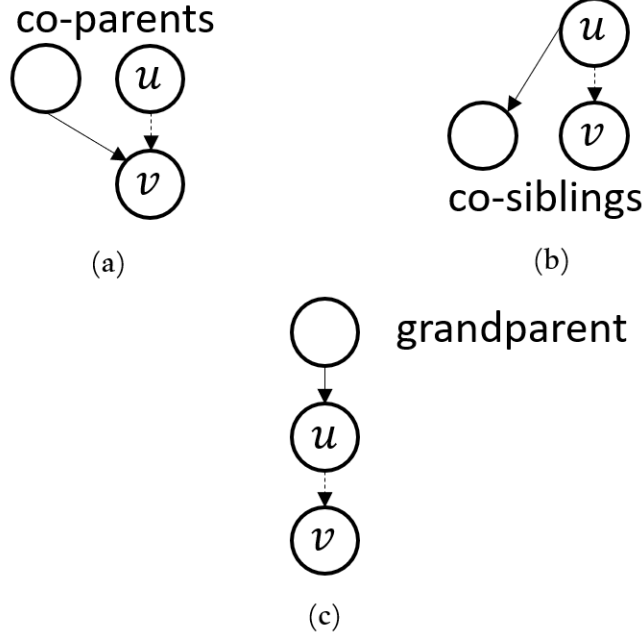 co-parents
u
v
(a)
u
v
co-siblings
(b)
grandparent
u
v
(c)